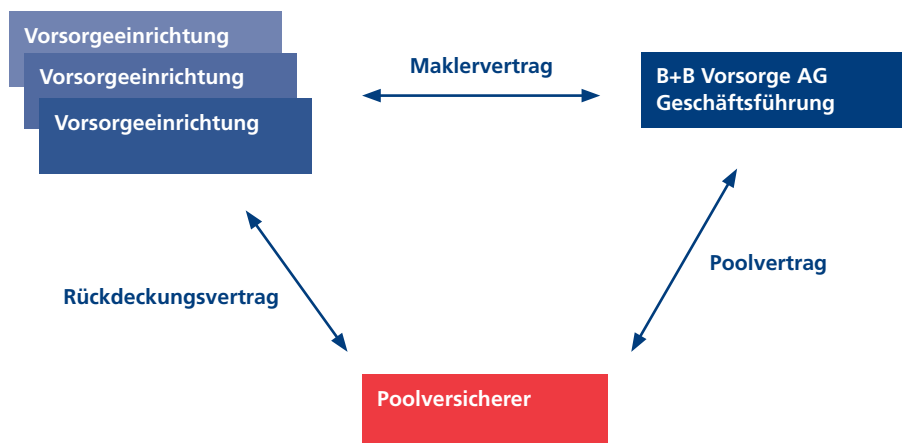 Vorsorgeeinrichtung
Vorsorgeeinrichtung
Vorsorgeeinrichtung
Maklervertrag
B+B Vorsorge AG
Geschäftsführung
Rückdeckungsvertrag
Poolvertrag
Poolversicherer